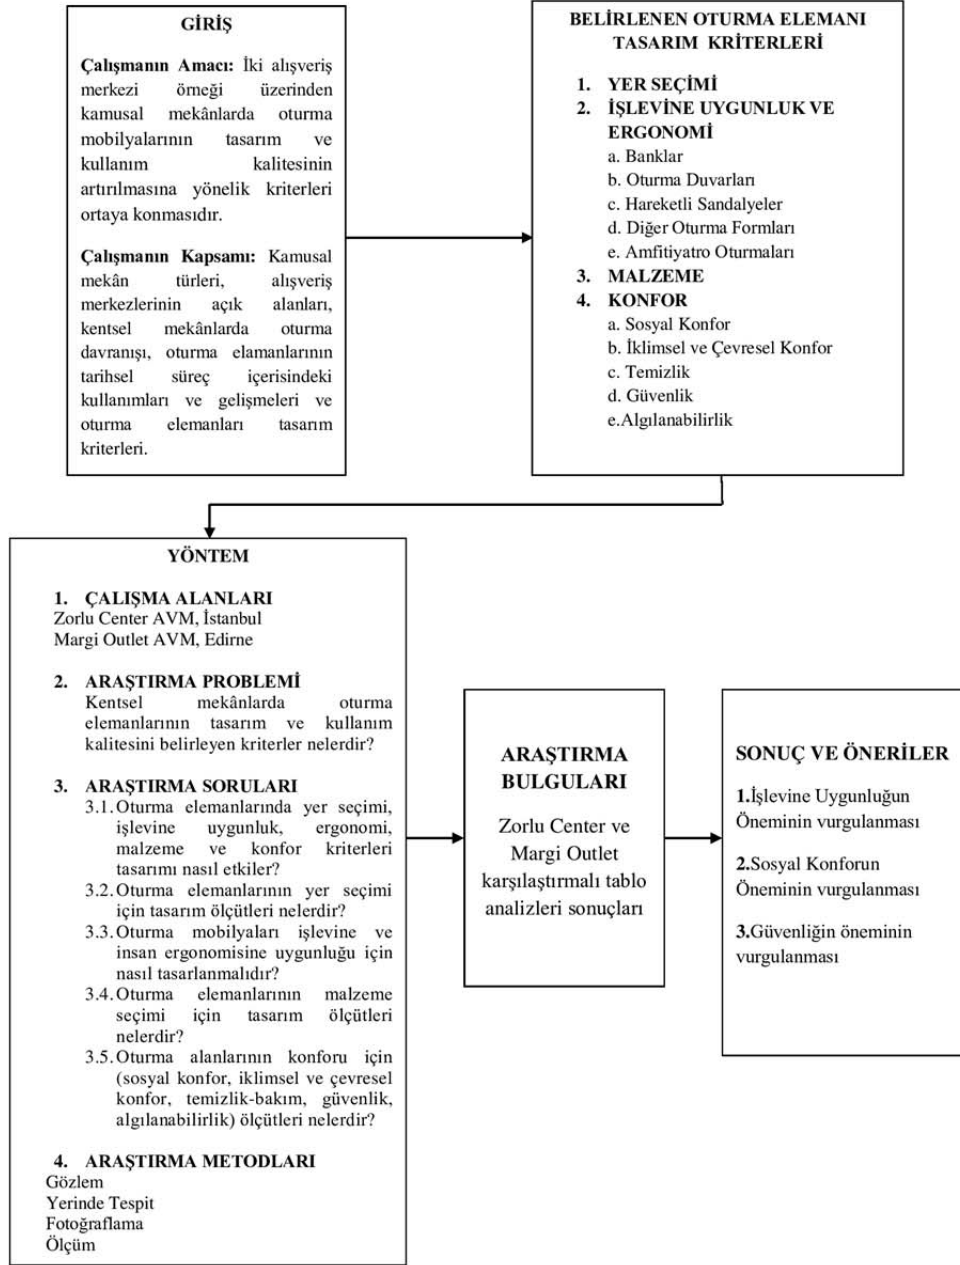 GİRİŞ
Çalışmanın Amacı: İki alışveriş
merkezi örneği üzerinden
kamusal mekânlarda oturma
mobilyalarının tasarım ve
kullanım kalitesinin
artırılmasına yönelik kriterleri
ortaya konmasıdır.
Çalışmanın Kapsamı: Kamusal
mekân türleri, alışveriş
merkezlerinin açık alanları,
kentsel mekânlarda oturma
davranışı, oturma elamanlarının
tarihsel süreç içerisindeki
kullanımları ve gelişmeleri ve
oturma elemanları tasarım
kriterleri.
BELİRLENEN OTURMA ELEMANI
TASARIM KRİTERLERİ
1. YER SEÇİMİ
2. İŞLEVİNE UYGUNLUK VE
ERGONOMİ
a. Banklar
b. Oturma Duvarları
c. Hareketli Sandalyeler
d. Diğer Oturma Formları
e. Amfitiyatro Oturmaları
3. MALZEME
4. KONFOR
a. Sosyal Konfor
b. İklimsel ve Çevresel Konfor
c. Temizlik
d. Güvenlik
e.Algılanabilirlik
YÖNTEM
1. ÇALIŞMA ALANLARI
Zorlu Center AVM, İstanbul
Margi Outlet AVM, Edirne
2. ARAŞTIRMA PROBLEMİ
Kentsel mekânlarda oturma
elemanlarının tasarım ve kullanım
kalitesini belirleyen kriterler nelerdir?
3. ARAŞTIRMA SORULARI
3.1. Oturma elemanlarında yer seçimi,
işlevine uygunluk, ergonomi,
malzeme ve konfor kriterleri
tasarımı nasıl etkiler?
3.2. Oturma elemanlarının yer seçimi
için tasarım ölçütleri nelerdir?
3.3. Oturma mobilyaları işlevine ve
insan ergonomisine uygunluğu için
nasıl tasarlanmalıdır?
3.4. Oturma elemanlarının malzeme
seçimi için tasarım ölçütleri
nelerdir?
3.5. Oturma alanlarının konforu için
(sosyal konfor, iklimsel ve çevresel
konfor, temizlik-bakım, güvenlik,
algılanabilirlik) ölçütleri nelerdir?
4. ARAŞTIRMA METODLARI
Gözlem
Yerinde Tespit
Fotoğraflama
Ölçüm
ARAŞTIRMA
BULGULARI
Zorlu Center ve
Margi Outlet
karşılaştırmalı tablo
analizleri sonuçları
SONUÇ VE ÖNERİLER
1.İşlevine Uygunluğun
Öneminin vurgulanması
2.Sosyal Konforun
Öneminin vurgulanması
3.Güvenliğin öneminin
vurgulanması